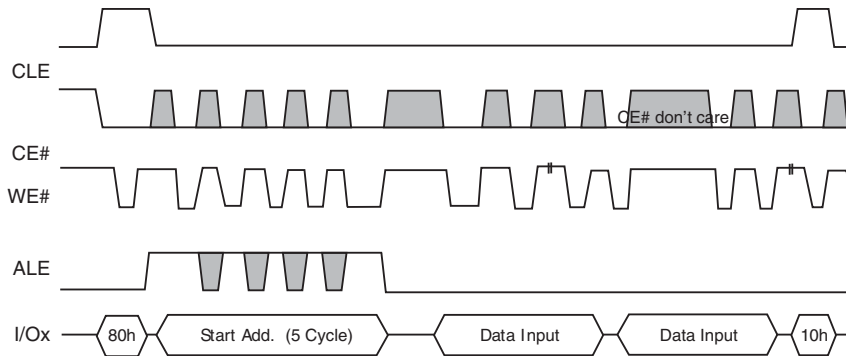 CLE
CE# don't care
CE#
WE#
ALE
I/Ox
80h
Start Add. (5 Cycle)
Data Input
Data Input
10h